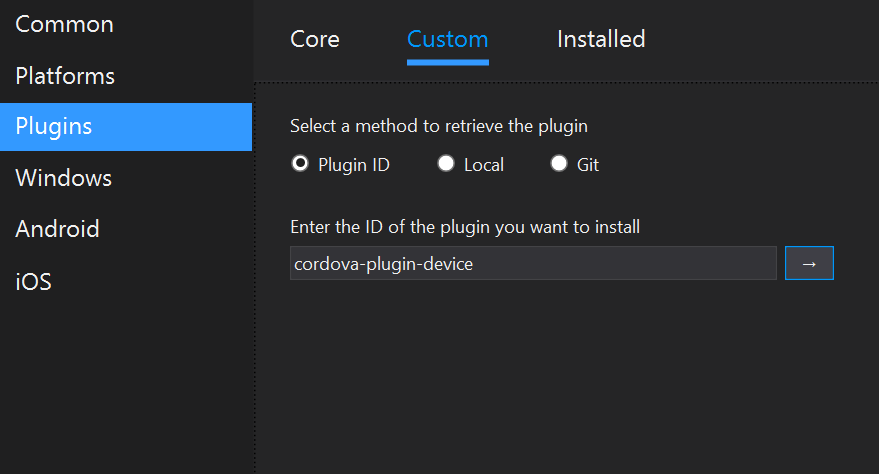 Common
Platforms
Plugins
Windows
Android
iOS
Core Custom Installed
Select a method to retrieve the plugin
Plugin ID Local Git
Enter the ID of the plugin you want to install
cordova-plugin-device →